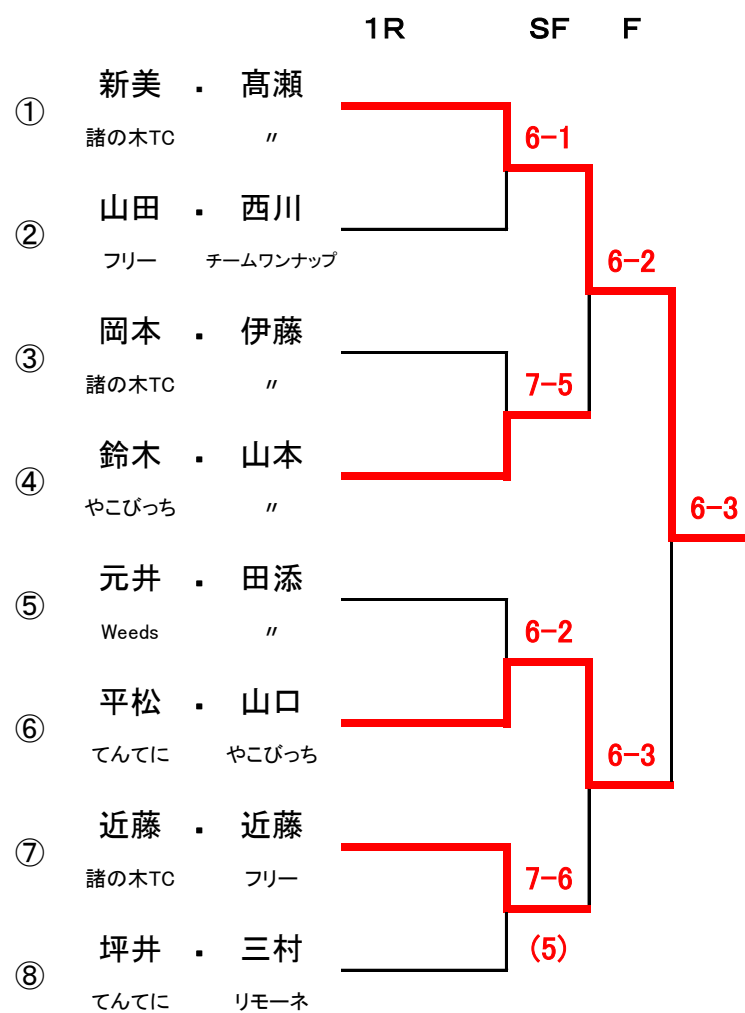 1R SF F
新美 ・ 髙瀬
①
諸の木TC 〃 6-1
山田 ・ 西川
②
フリー チームワンナップ 6-2
岡本 ・ 伊藤
③
諸の木TC 〃 7-5
鈴木 ・ 山本
④
やこびっち 〃 6-3
元井 ・ 田添
⑤
Weeds 〃 6-2
平松 ・ 山口
⑥
てんてに やこびっち 6-3
近藤 ・ 近藤
⑦
諸の木TC フリー 7-6
坪井 ・ 三村 (5)
⑧
てんてに リモーネ